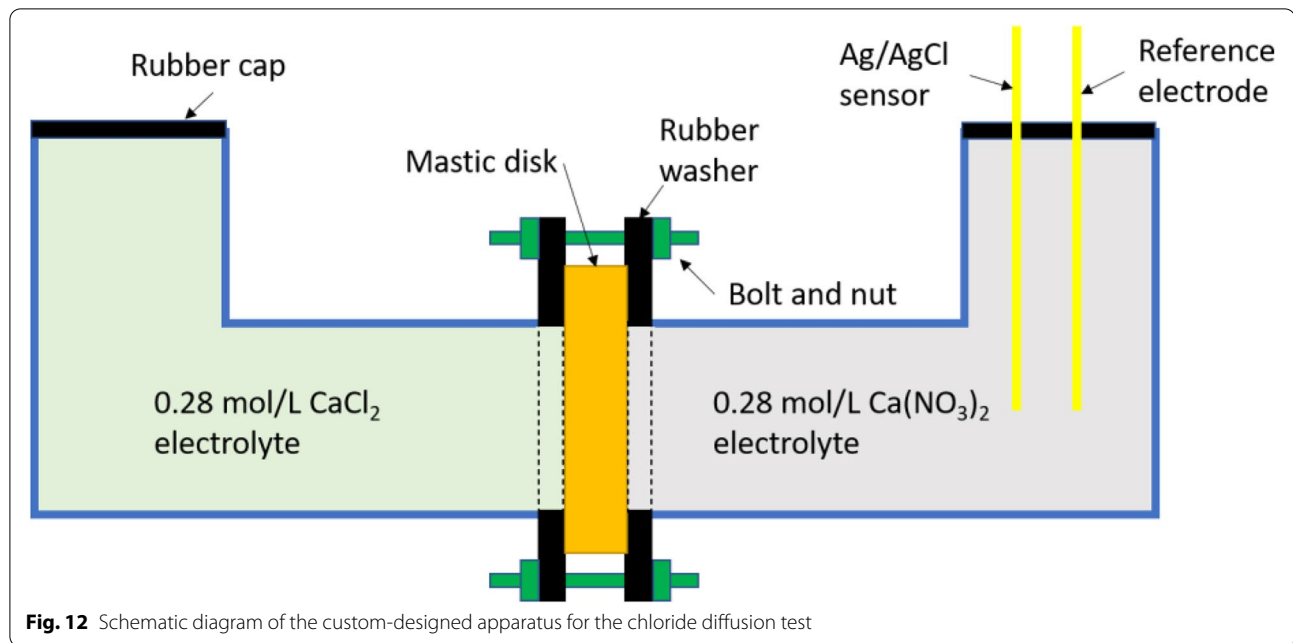 Rubber cap
Ag/AgCl
sensor
Reference
electrode
Rubber
washer
Mastic disk
Bolt and nut
0.28 mol/L CaCl₂
electrolyte
0.28 mol/L Ca(NO₃)₂
electrolyte
Fig. 12 Schematic diagram of the custom-designed apparatus for the chloride diffusion test